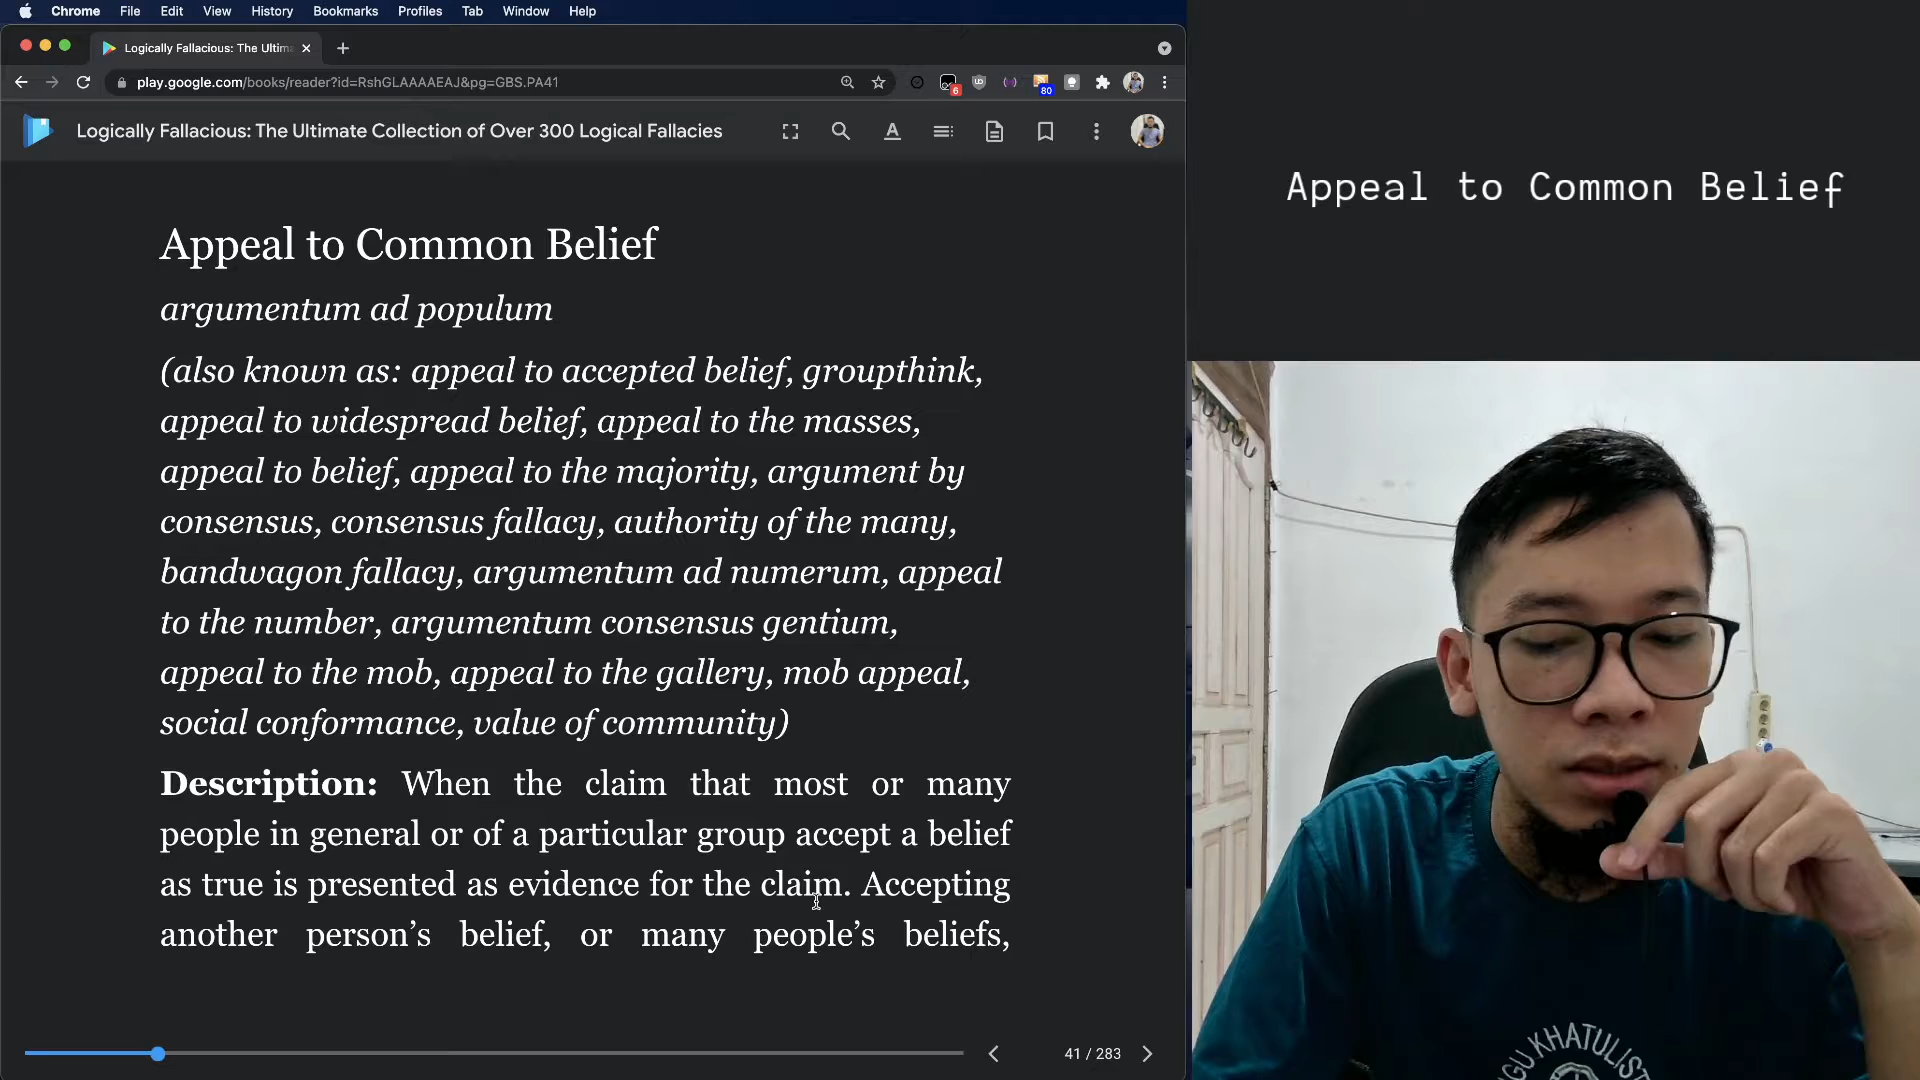 Chrome File Edit View History Bookmarks Profiles Tab Window Help
Logically Fallacious: The Ultim
play.google.com/books/reader?id=RshGLAAAAEAJ&pg=GBS.PA41
6
80
Logically Fallacious: The Ultimate Collection of Over 300 Logical Fallacies
Appeal to Common Belief
argumentum ad populum
(also known as: appeal to accepted belief, groupthink,
appeal to widespread belief, appeal to the masses,
appeal to belief, appeal to the majority, argument by
consensus, consensus fallacy, authority of the many,
bandwagon fallacy, argumentum ad numerum, appeal
to the number, argumentum consensus gentium,
appeal to the mob, appeal to the gallery, mob appeal,
social conformance, value of community)
Description: When the claim that most or many
people in general or of a particular group accept a belief
as true is presented as evidence for the claim. Accepting
another person’s belief, or many people’s beliefs,
41 / 283
Appeal to Common Belief
KHATULIST